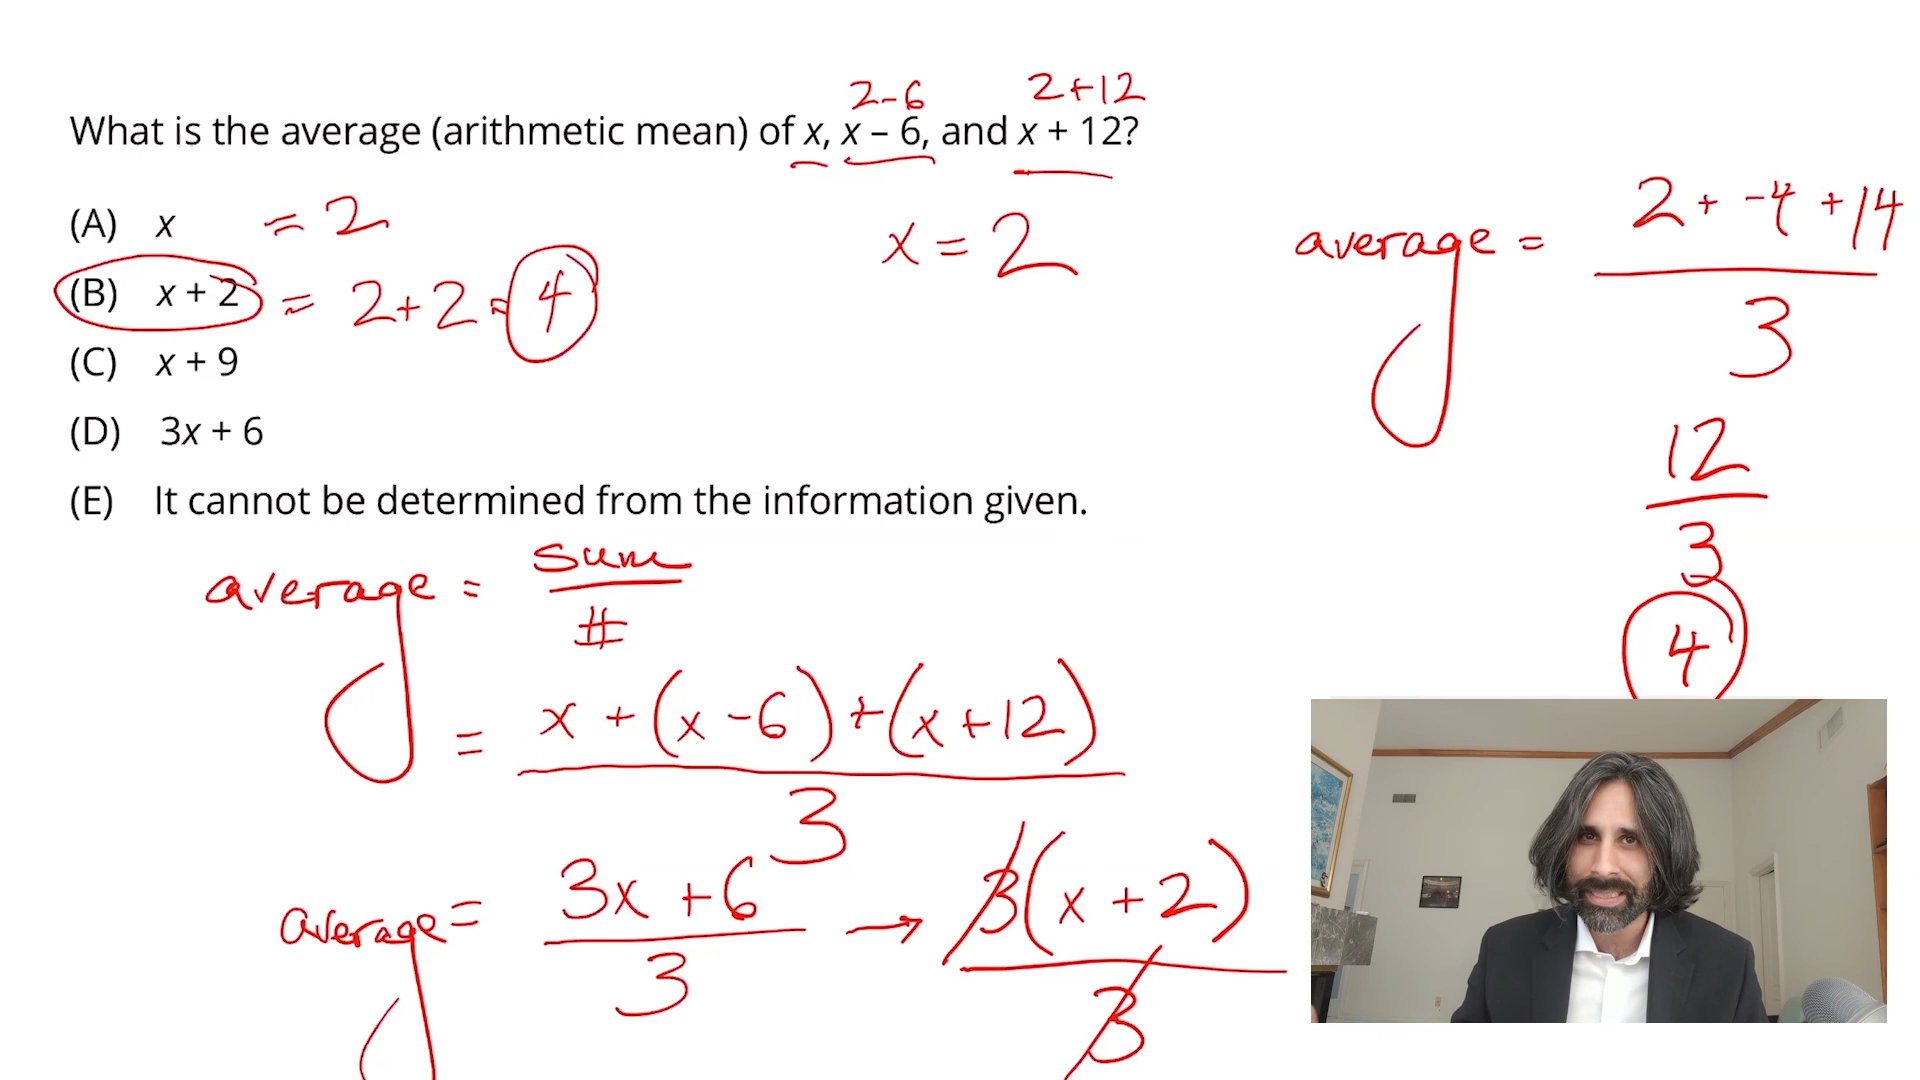 2-6
2+12
What is the average (arithmetic mean) of x, x – 6, and x + 12?
(A) x = 2
(B) x + 2 = 2+2 = 4
(C) x + 9
(D) 3x + 6
(E) It cannot be determined from the information given.
x = 2
average = 2 + -4 + 14
3
12
3
4
average = sum
#
= x + (x-6) + (x+12)
3
average = 3x+6 → 3(x+2)
3
3